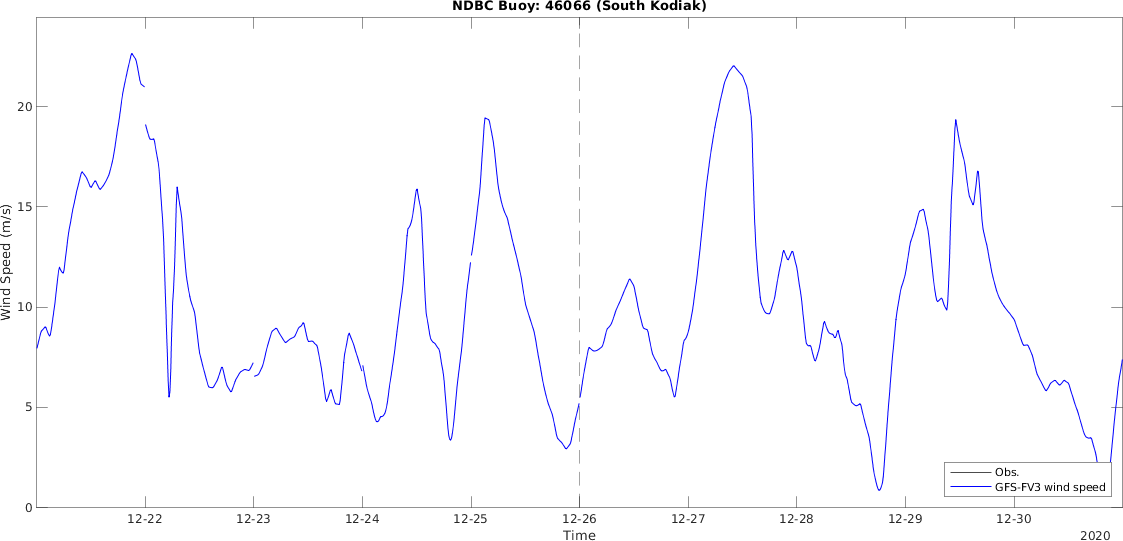 NDBC Buoy: 46066 (South Kodiak)
Wind Speed (m/s)
20
15
10
5
0
12-22 12-23 12-24 12-25 12-26 12-27 12-28 12-29 12-30
Time
2020
Obs.
GFS-FV3 wind speed